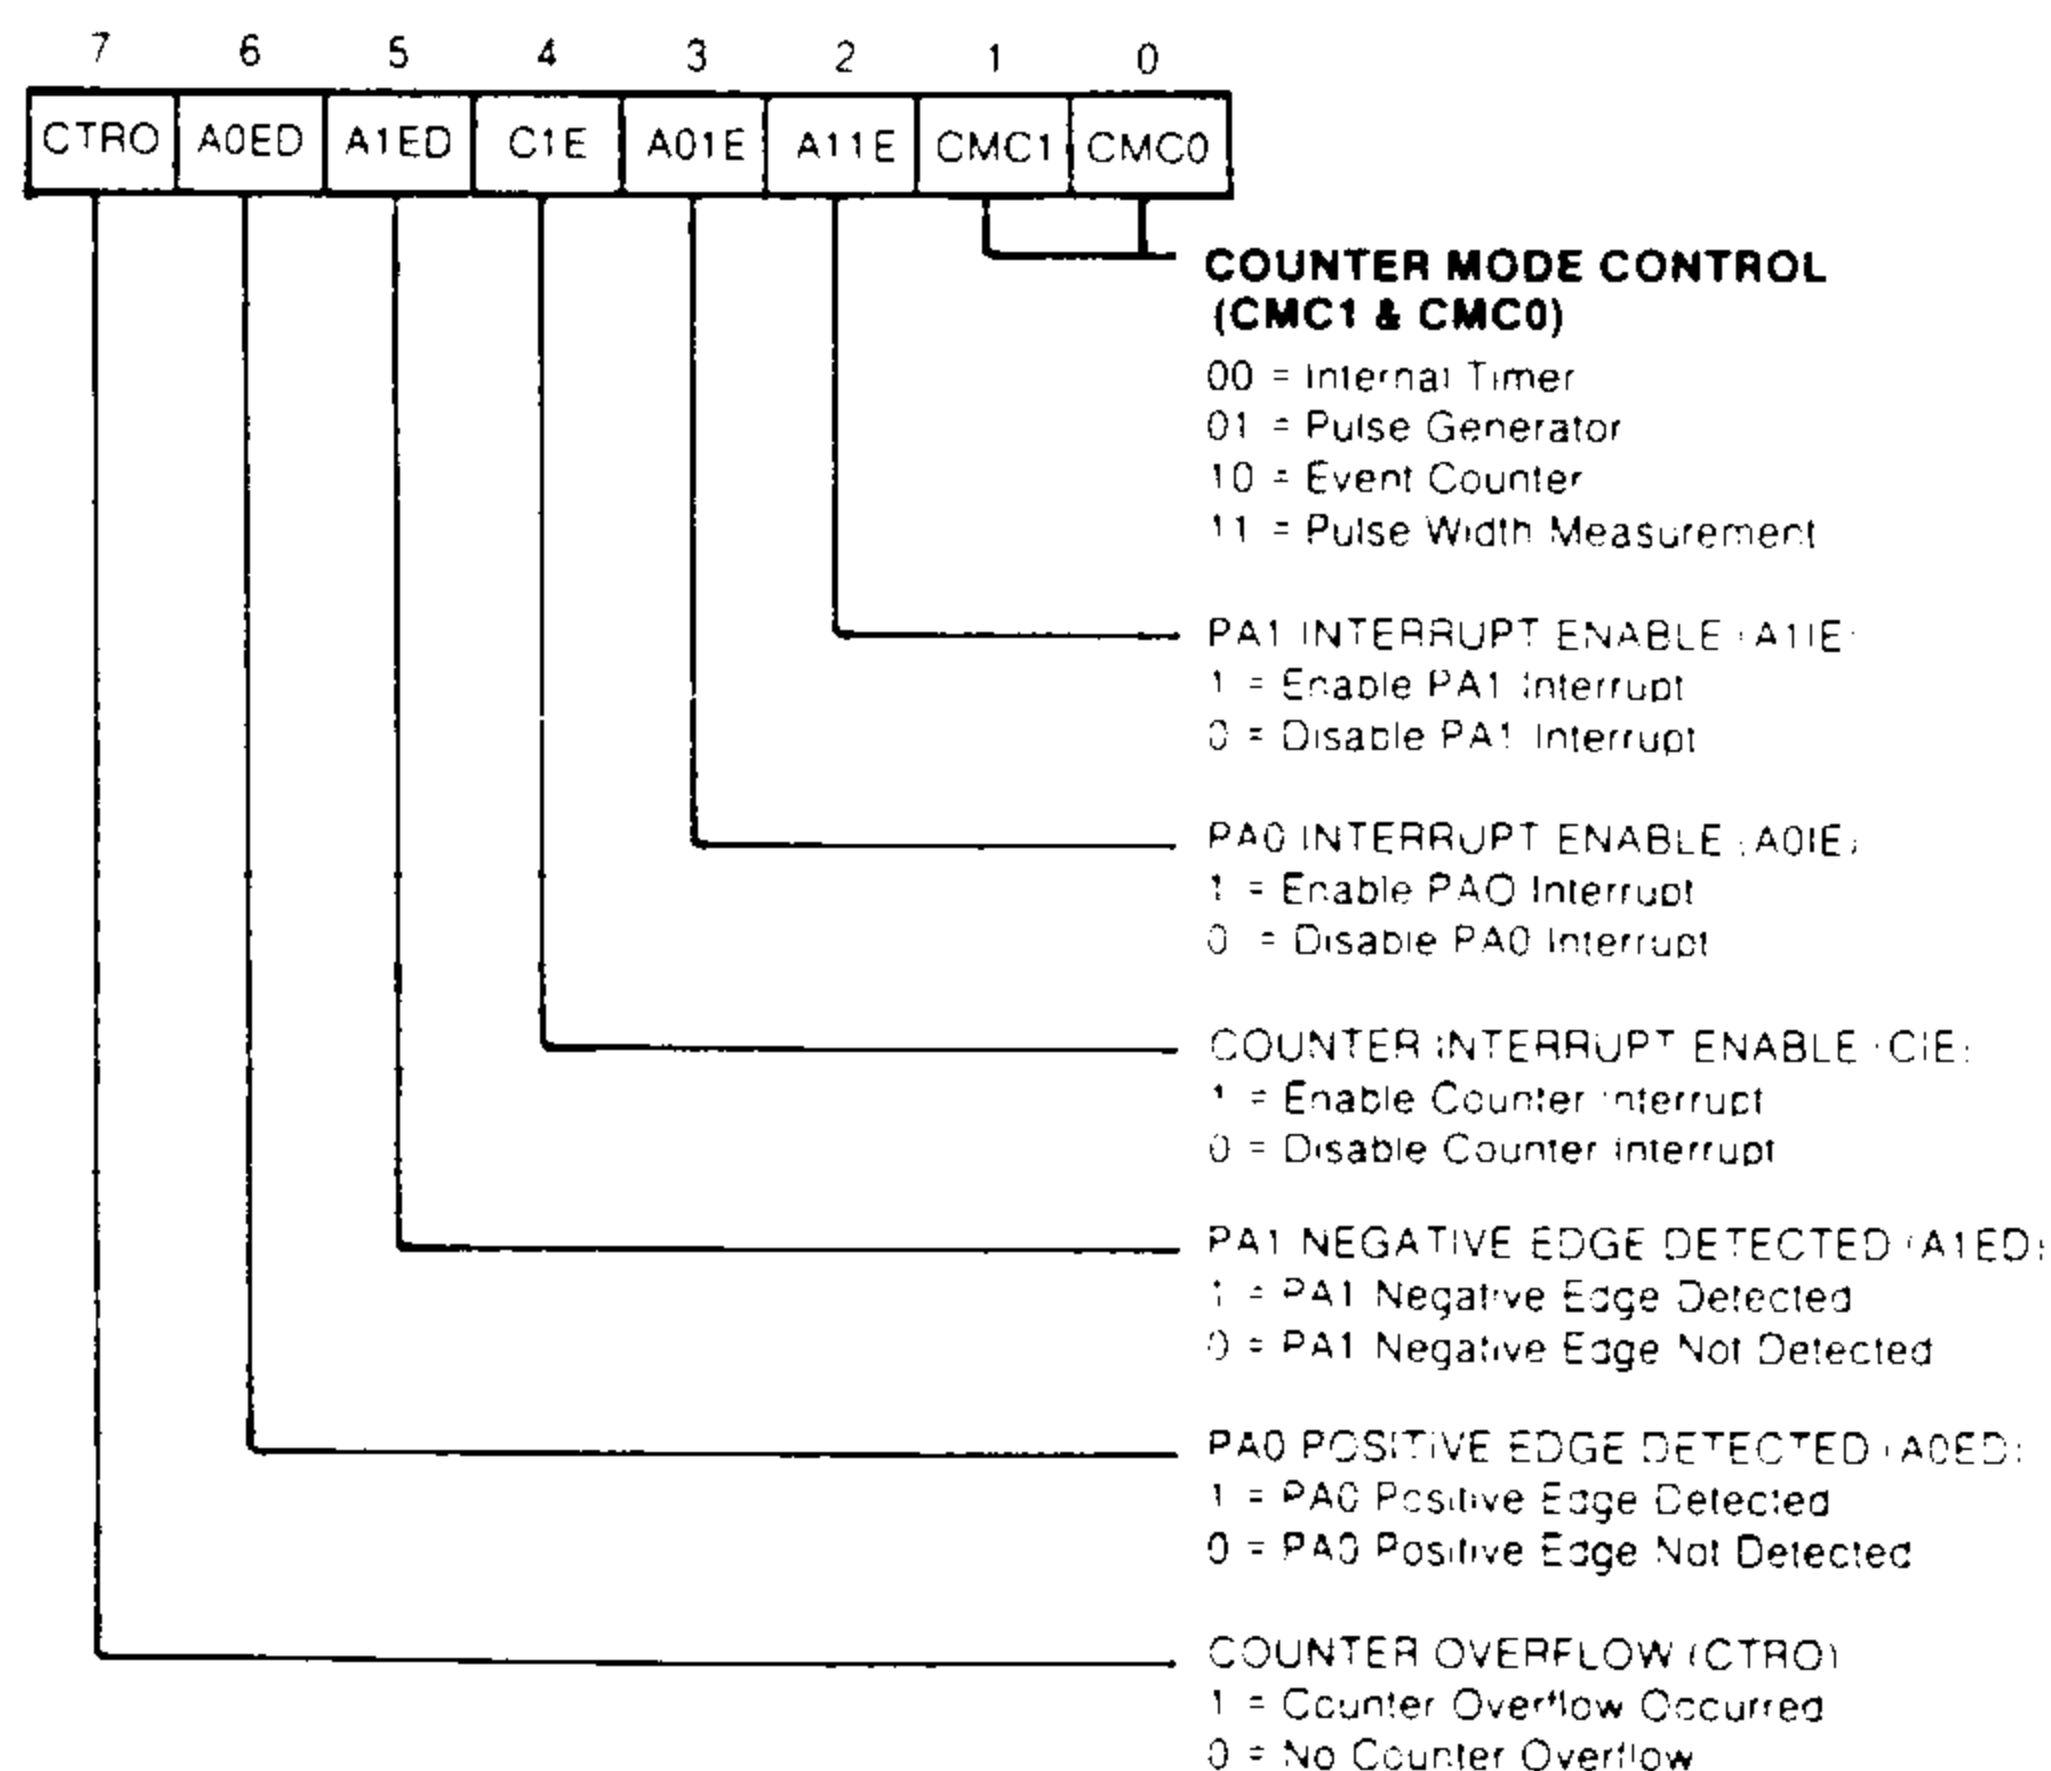 7 6 5 4 3 2 1 0
CTRO A0ED A1ED C1E A01E A11E CMC1 CMC0
COUNTER MODE CONTROL
(CMC1 & CMC0)
00 = Internal Timer
01 = Pulse Generator
10 = Event Counter
11 = Pulse Width Measurement
PA1 INTERRUPT ENABLE (A1IE)
1 = Enable PA1 Interrupt
0 = Disable PA1 Interrupt
PA0 INTERRUPT ENABLE (A0IE)
1 = Enable PAO Interrupt
0 = Disable PA0 Interrupt
COUNTER INTERRUPT ENABLE (CIE)
1 = Enable Counter Interrupt
0 = Disable Counter Interrupt
PA1 NEGATIVE EDGE DETECTED (A1ED)
1 = PA1 Negative Edge Detected
0 = PA1 Negative Edge Not Detected
PA0 POSITIVE EDGE DETECTED (A0ED)
1 = PA0 Positive Edge Detected
0 = PA0 Positive Edge Not Detected
COUNTER OVERFLOW (CTRO)
1 = Counter Overflow Occurred
0 = No Counter Overflow